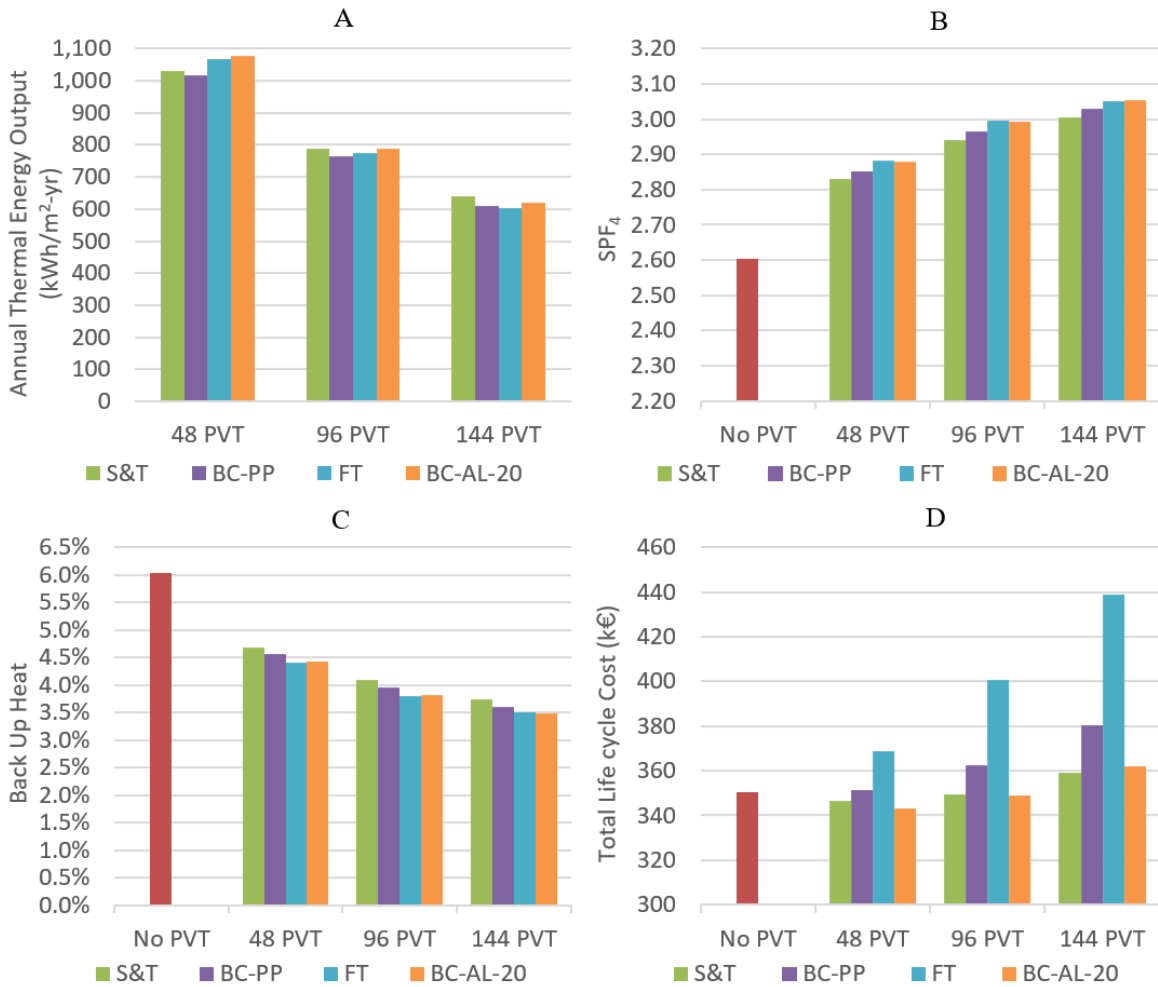 A
Annual Thermal Energy Output
(kWh/m²-yr)
1,100
1,000
900
800
700
600
500
400
300
200
100
0
48 PVT 96 PVT 144 PVT
S&T BC-PP FT BC-AL-20
B
SPF₄
3.20
3.10
3.00
2.90
2.80
2.70
2.60
2.50
2.40
2.30
2.20
No PVT 48 PVT 96 PVT 144 PVT
S&T BC-PP FT BC-AL-20
C
Back Up Heat
6.5%
6.0%
5.5%
5.0%
4.5%
4.0%
3.5%
3.0%
2.5%
2.0%
1.5%
1.0%
0.5%
0.0%
No PVT 48 PVT 96 PVT 144 PVT
S&T BC-PP FT BC-AL-20
D
Total Life cycle Cost (k€)
460
440
420
400
380
360
340
320
300
No PVT 48 PVT 96 PVT 144 PVT
S&T BC-PP FT BC-AL-20